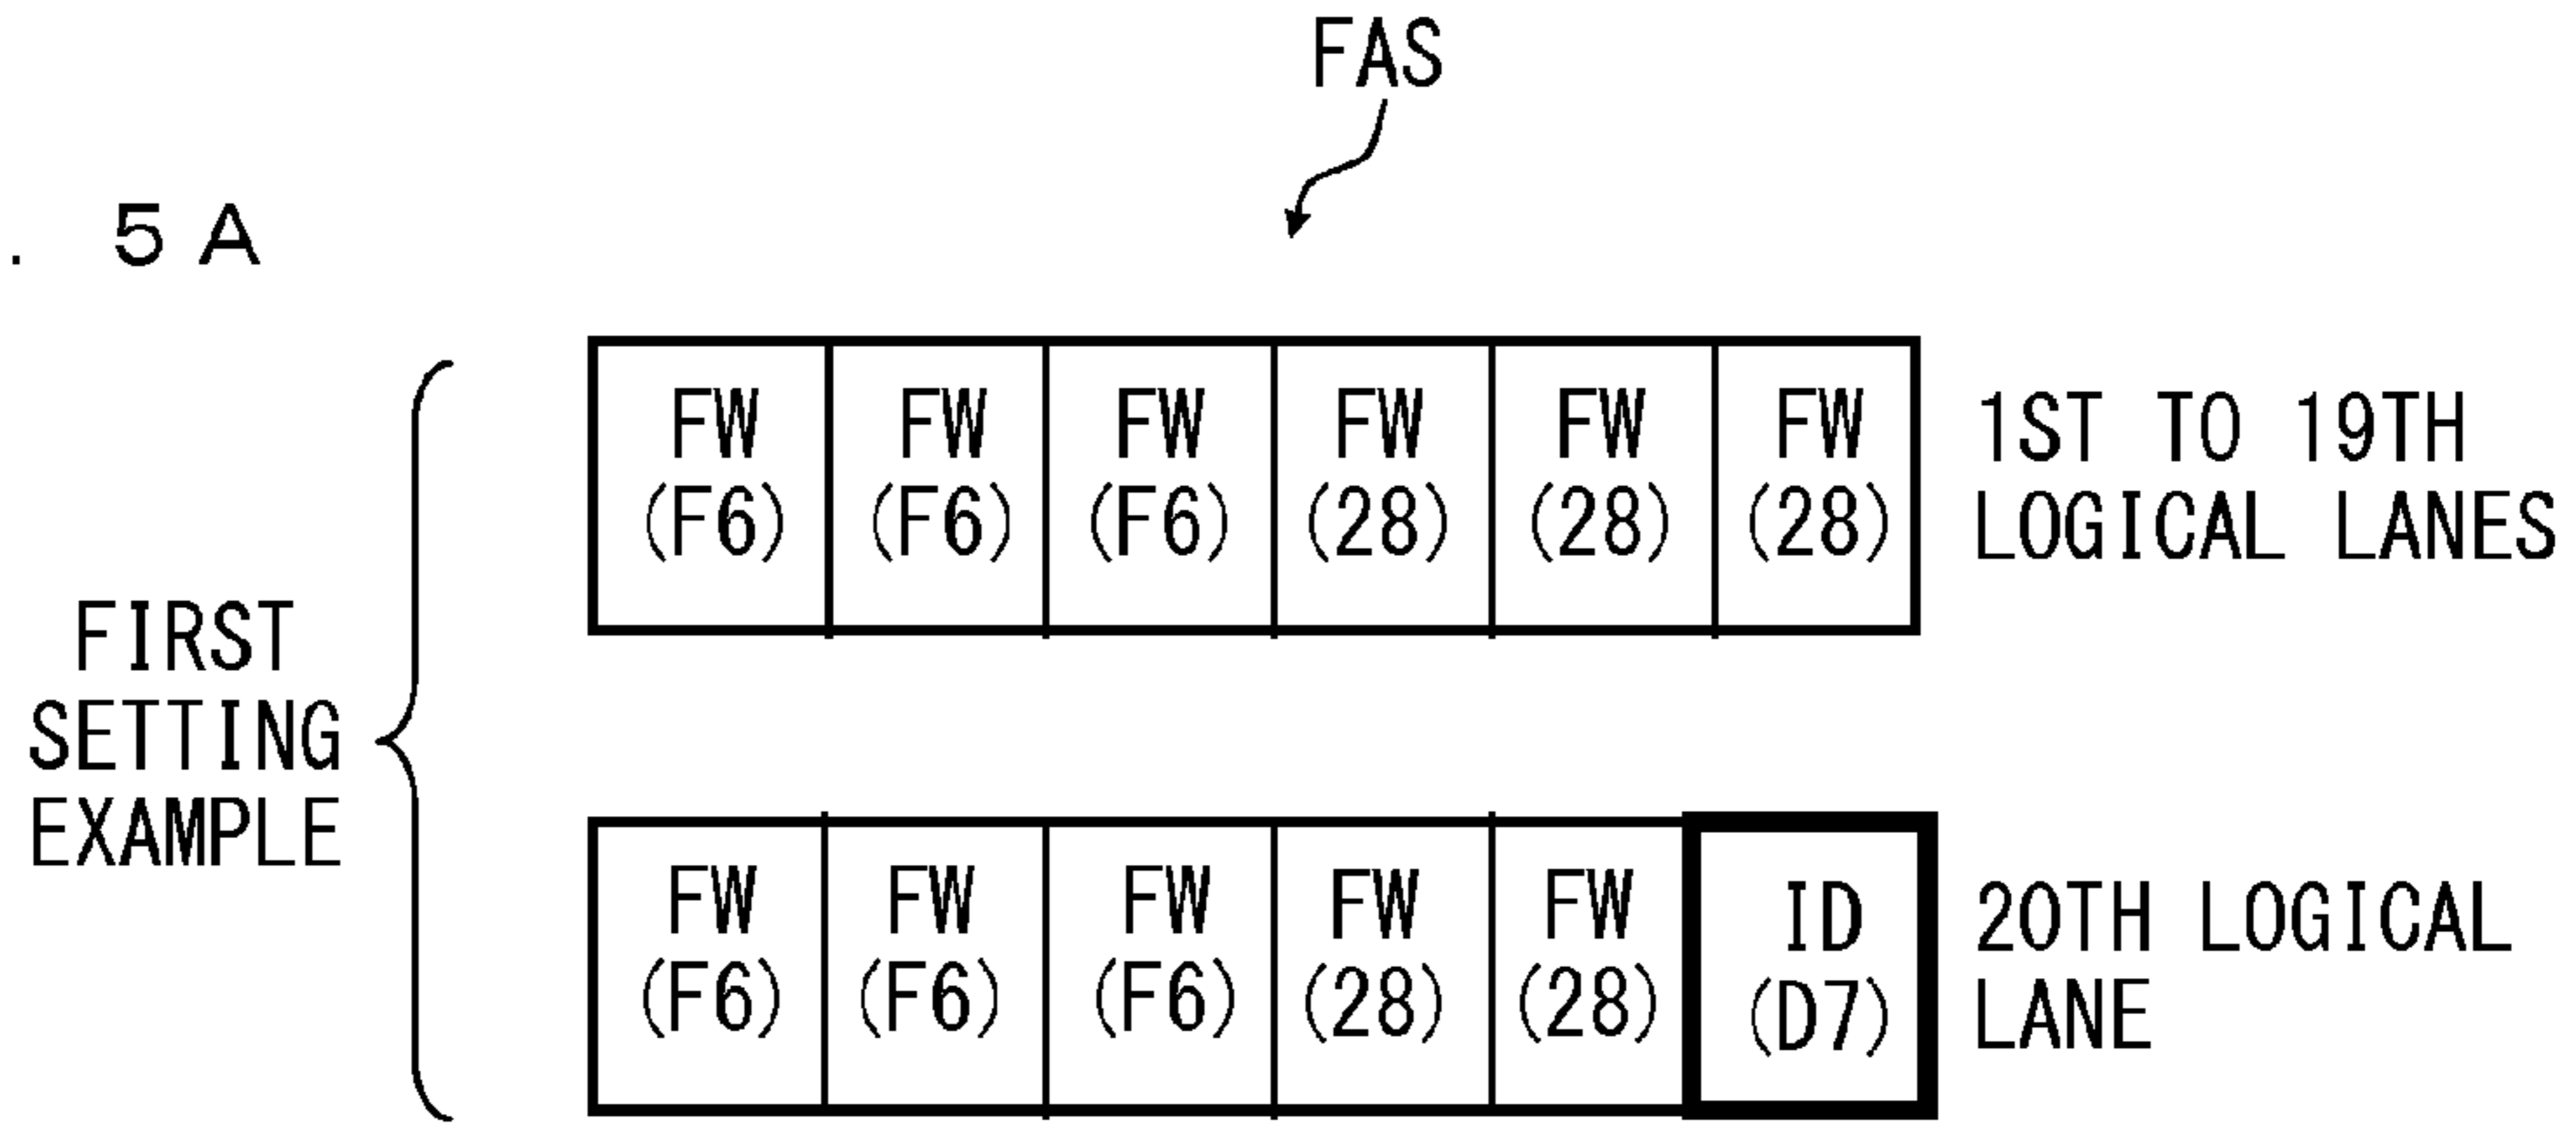 FAS
. 5A
FW FW FW FW FW FW
(F6) (F6) (F6) (28) (28) (28)
1ST TO 19TH
LOGICAL LANES
FIRST
SETTING
EXAMPLE
FW FW FW FW FW ID
(F6) (F6) (F6) (28) (28) (D7)
20TH LOGICAL
LANE